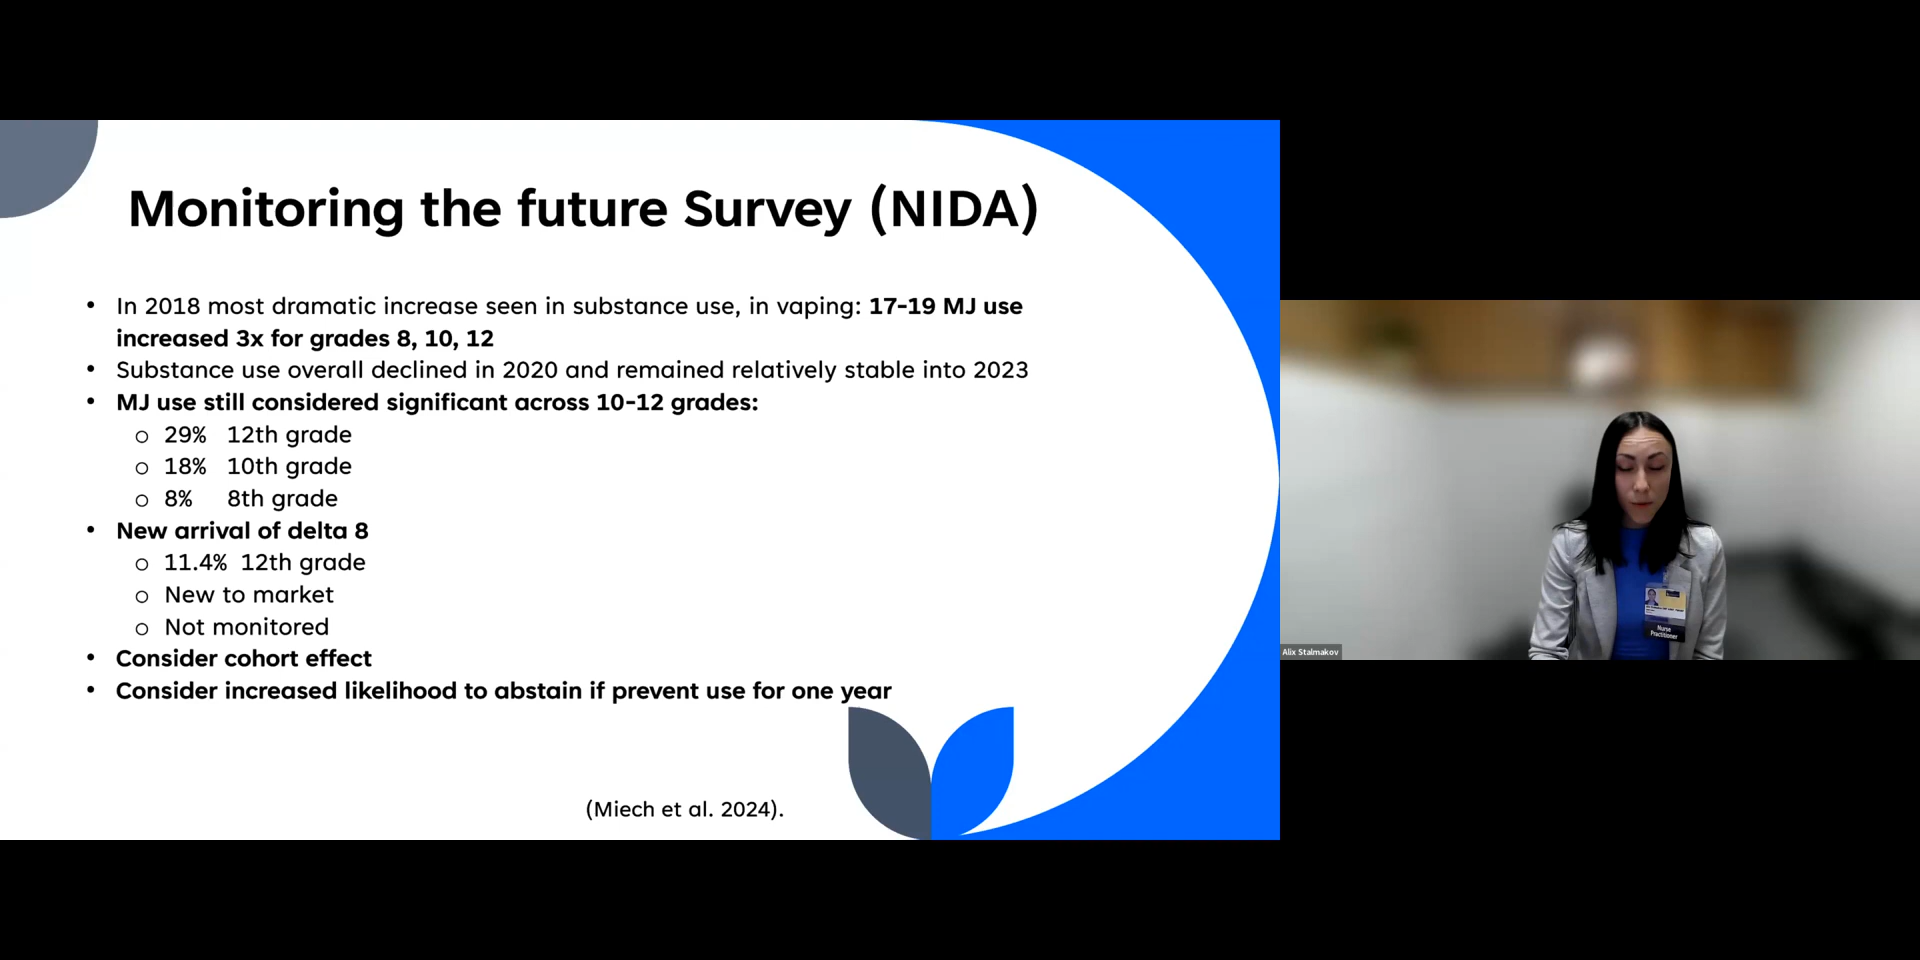 Monitoring the future Survey (NIDA)
• In 2018 most dramatic increase seen in substance use, in vaping: 17-19 MJ use
increased 3x for grades 8, 10, 12
• Substance use overall declined in 2020 and remained relatively stable into 2023
• MJ use still considered significant across 10-12 grades:
o 29% 12th grade
o 18% 10th grade
o 8% 8th grade
• New arrival of delta 8
o 11.4% 12th grade
o New to market
o Not monitored
• Consider cohort effect
• Consider increased likelihood to abstain if prevent use for one year
(Miech et al. 2024).
Nurse
Practitioner
Alix Stalmakov